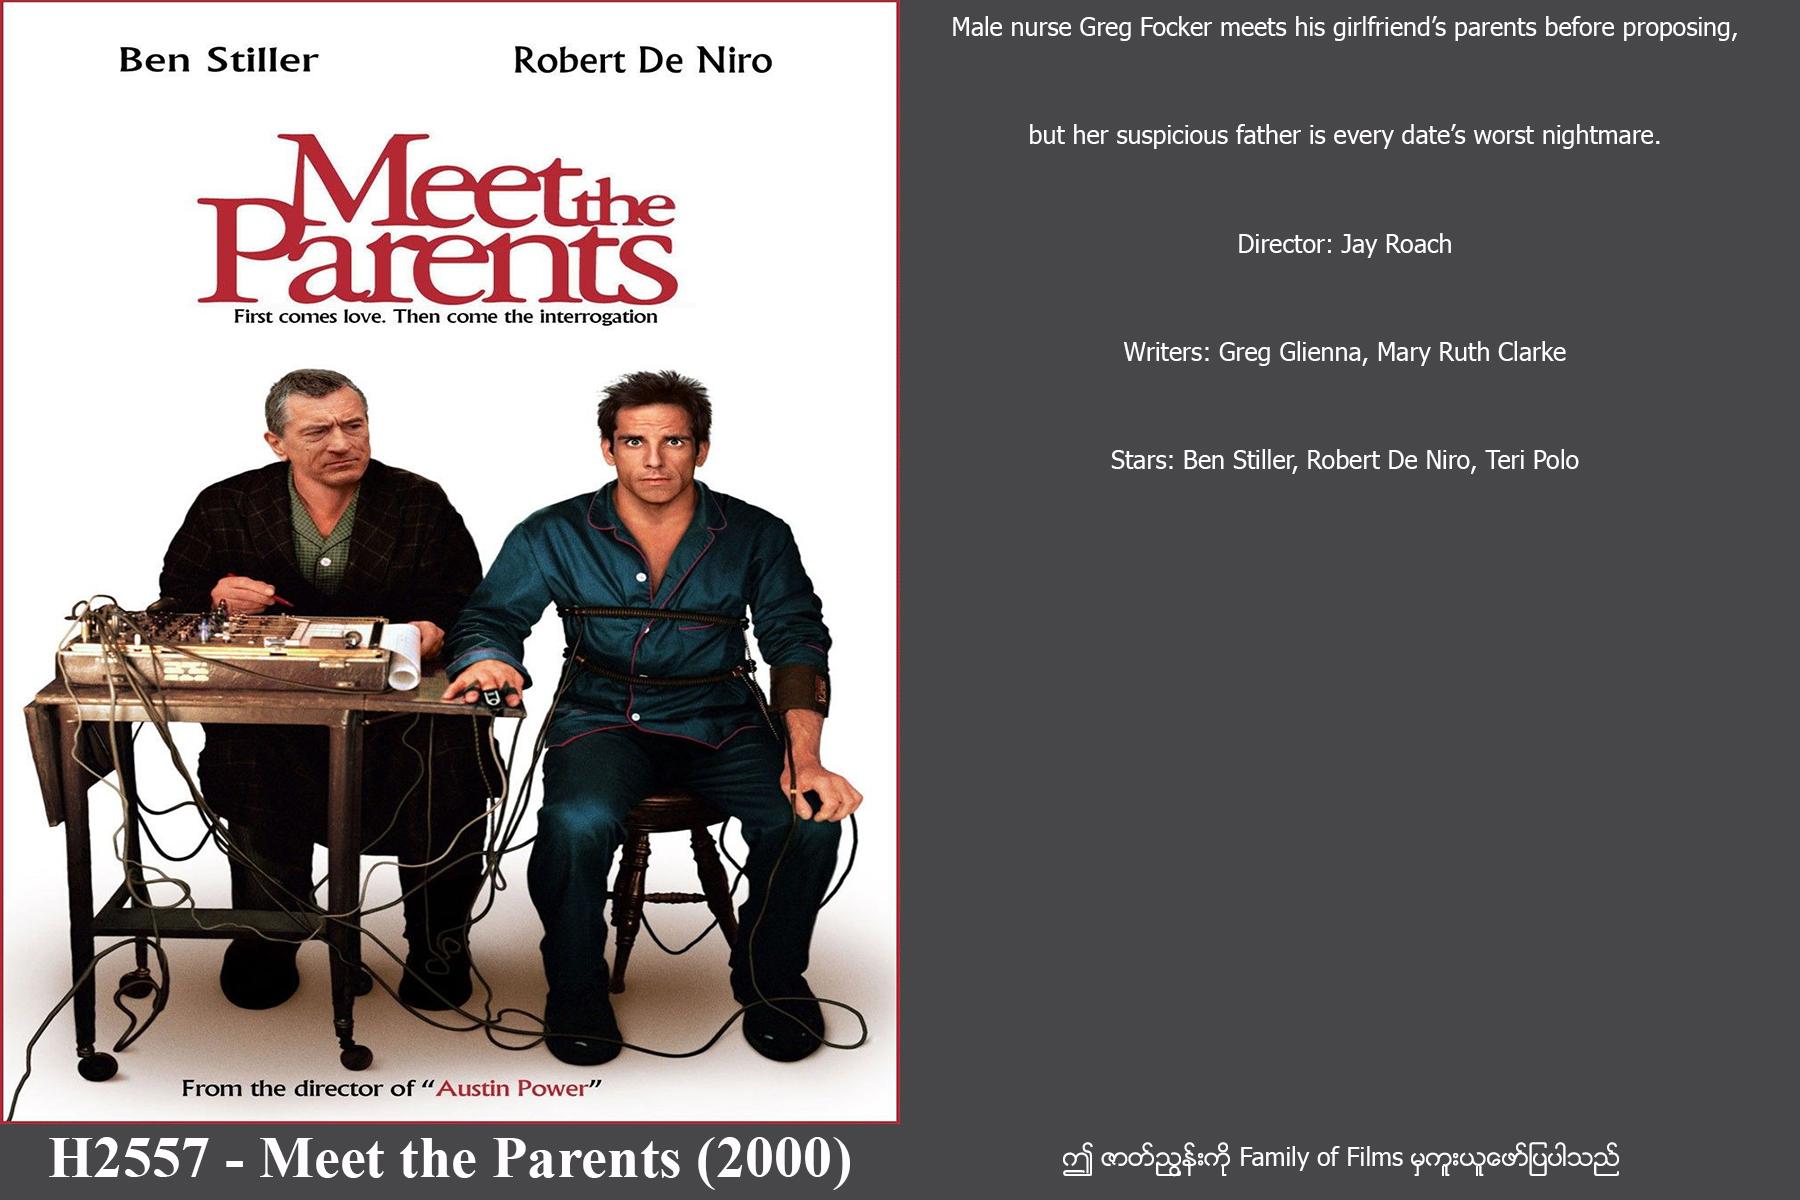 Ben Stiller Robert De Niro
Meet the
Parents
First comes love. Then come the interrogation
From the director of “Austin Power”
H2557 - Meet the Parents (2000)
Male nurse Greg Focker meets his girlfriend’s parents before proposing,
but her suspicious father is every date’s worst nightmare.
Director: Jay Roach
Writers: Greg Glienna, Mary Ruth Clarke
Stars: Ben Stiller, Robert De Niro, Teri Polo
ဤ ဇာတ်ညွှန်းကို Family of Films မှကူးယူဖော်ပြပါသည်